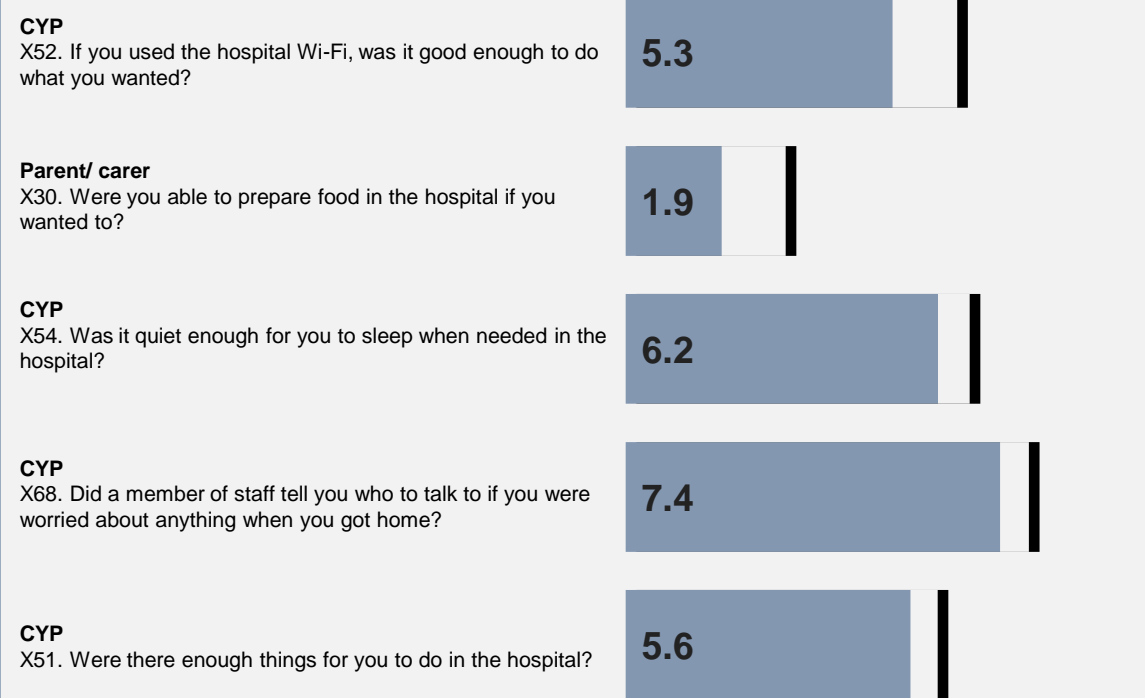 CYP
X52. If you used the hospital Wi-Fi, was it good enough to do
what you wanted?
5.3
Parent/ carer
X30. Were you able to prepare food in the hospital if you
wanted to?
1.9
CYP
X54. Was it quiet enough for you to sleep when needed in the
hospital?
6.2
CYP
X68. Did a member of staff tell you who to talk to if you were
worried about anything when you got home?
7.4
CYP
X51. Were there enough things for you to do in the hospital?
5.6